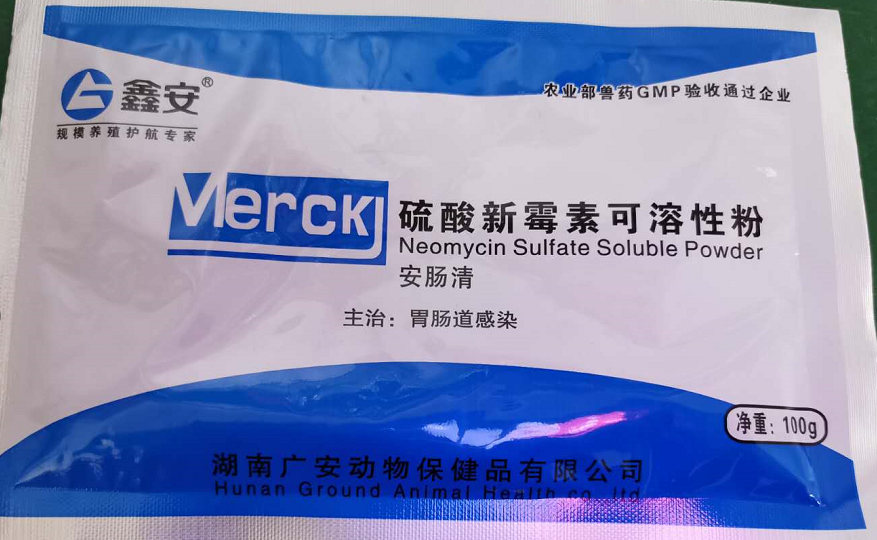 鑫安®
规模养殖护航专家
农业部兽药GMP验收通过企业
Merck
硫酸新霉素可溶性粉
Neomycin Sulfate Soluble Powder
安肠清
主治：胃肠道感染
净重：100g
湖南广安动物保健品有限公司
Hunan Ground Animal Health co. ltd